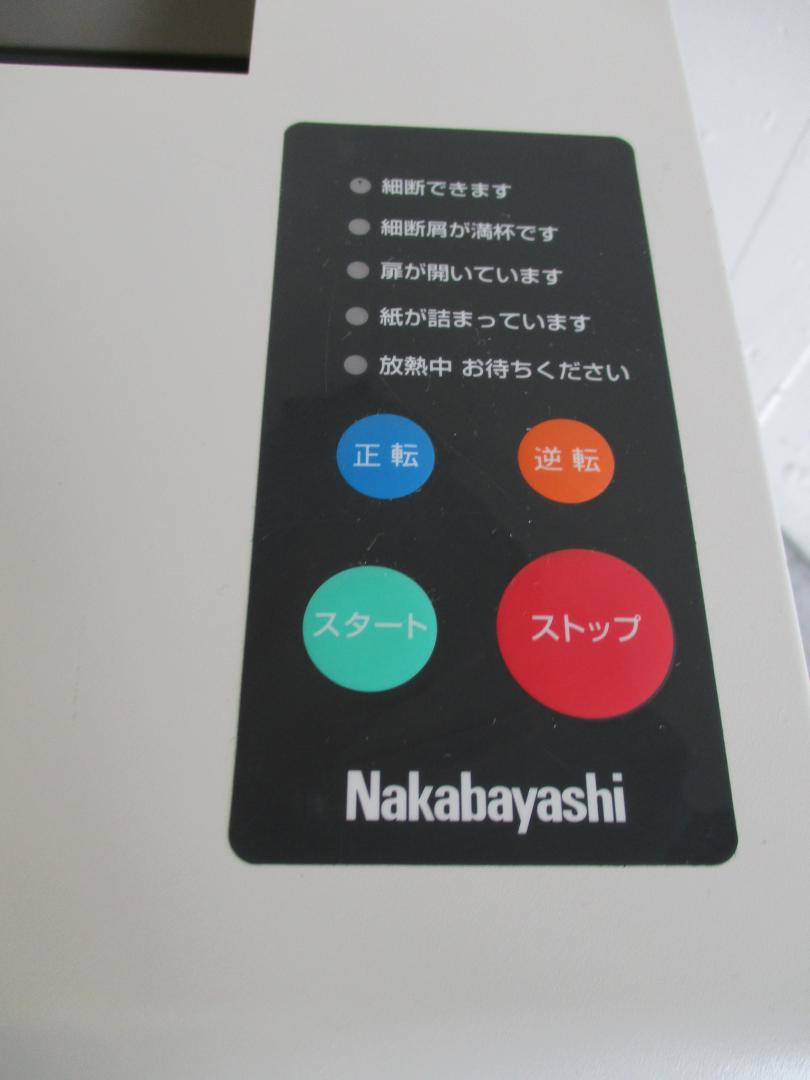 細断できます
細断屑が満杯です
扉が開いています
紙が詰まっています
放熱中 お待ちください
正転 逆転
スタート ストップ
Nakabayashi